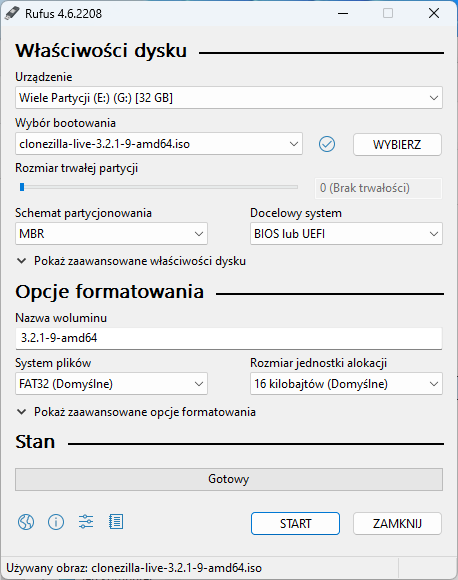 Rufus 4.6.2208
Właściwości dysku
Urządzenie
Wiele Partycji (E:) (G:) [32 GB]
Wybór bootowania
clonezilla-live-3.2.1-9-amd64.iso
WYBIERZ
Rozmiar trwałej partycji
0 (Brak trwałości)
Schemat partycjonowania
Docelowy system
MBR
BIOS lub UEFI
Pokaż zaawansowane właściwości dysku
Opcje formatowania
Nazwa woluminu
3.2.1-9-amd64
System plików
Rozmiar jednostki alokacji
FAT32 (Domyślne)
16 kilobajtów (Domyślne)
Pokaż zaawansowane opcje formatowania
Stan
Gotowy
START
ZAMKNIJ
Używany obraz: clonezilla-live-3.2.1-9-amd64.iso